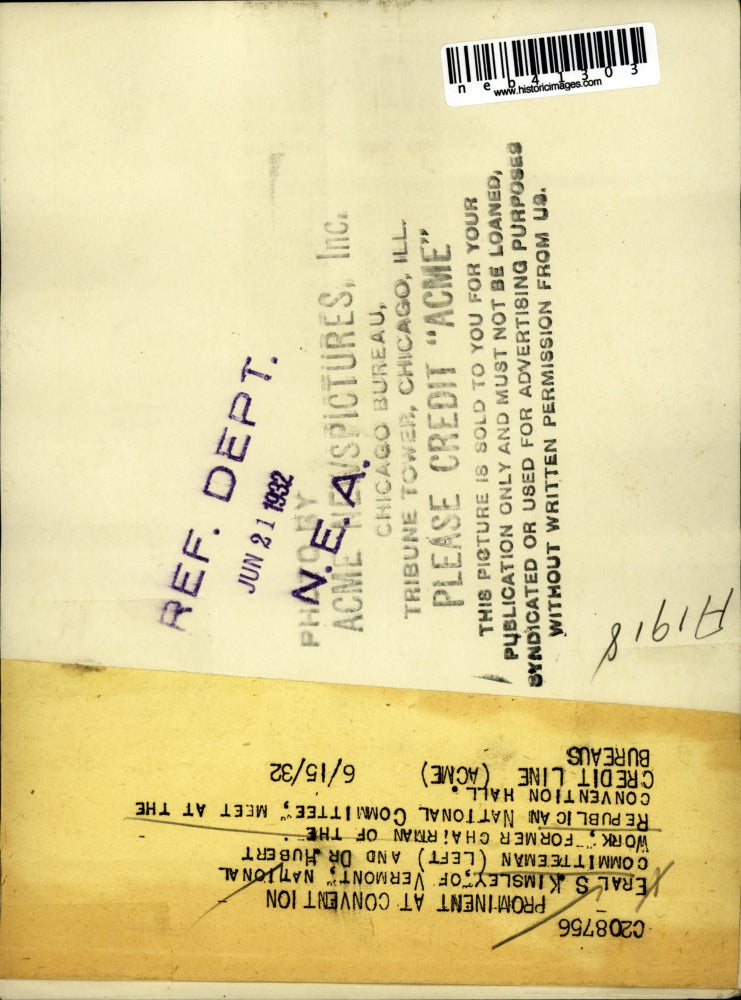 neb41303
www.historicimages.com
REF. DEPT.
JUN 21 1932
N.E.A.
PHOTO BY
ACME NEWSPICTURES, Inc.
CHICAGO BUREAU,
TRIBUNE TOWER, CHICAGO, ILL.
PLEASE CREDIT "ACME"
THIS PICTURE IS SOLD TO YOU FOR YOUR
PUBLICATION ONLY AND MUST NOT BE LOANED,
SYNDICATED OR USED FOR ADVERTISING PURPOSES
WITHOUT WRITTEN PERMISSION FROM US.
A1918
C208756
PROMINENT AT CONVENTION
ERAL S. KIMSLEY, OF VERMONT, NATIONAL
COMMITTEEMAN (LEFT) AND DR HUBERT
WORK, FORMER CHAIRMAN OF THE
REPUBLICAN NATIONAL COMMITTEE, MEET AT THE
CONVENTION HALL.
CREDIT LINE (ACME) 6/15/32
BUREAUS